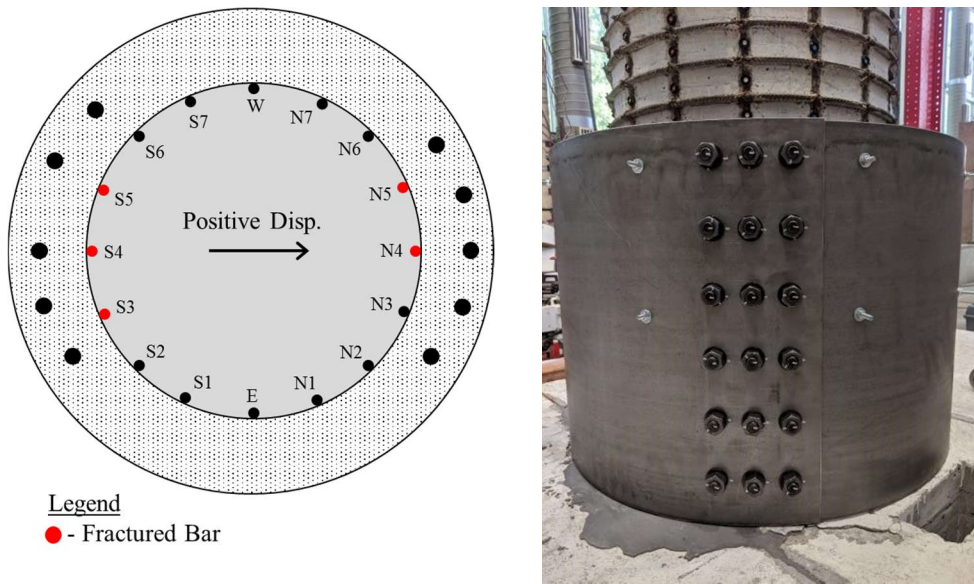 W
S7
N7
S6
N6
S5
N5
Positive Disp.
S4
N4
S3
N3
S2
N2
S1
N1
E
Legend
- Fractured Bar